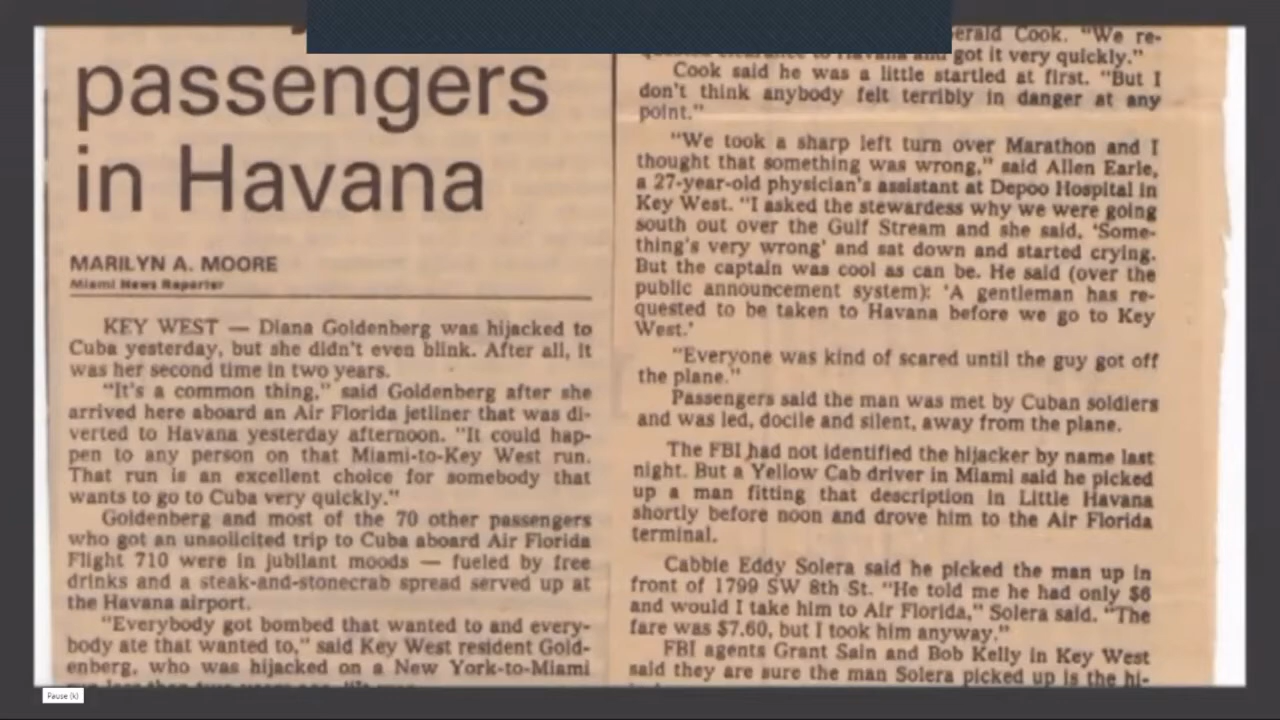 passengers
in Havana
MARILYN A. MOORE
Miami News Reporter
KEY WEST — Diana Goldenberg was hijacked to
Cuba yesterday, but she didn't even blink. After all, it
was her second time in two years.
"It's a common thing," said Goldenberg after she
arrived here aboard an Air Florida jetliner that was di-
verted to Havana yesterday afternoon. "It could hap-
pen to any person on that Miami-to-Key West run.
That run is an excellent choice for somebody that
wants to go to Cuba very quickly."
Goldenberg and most of the 70 other passengers
who got an unsolicited trip to Cuba aboard Air Florida
Flight 710 were in jubilant moods — fueled by free
drinks and a steak-and-stonecrab spread served up at
the Havana airport.
"Everybody got bombed that wanted to and every-
body ate that wanted to," said Key West resident Gold-
enberg, who was hijacked on a New York-to-Miami
erald Cook. "We re-
got it very quickly."
Cook said he was a little startled at first. "But I
don't think anybody felt terribly in danger at any
point."
"We took a sharp left turn over Marathon and I
thought that something was wrong," said Allen Earle,
a 27-year-old physician's assistant at Depoo Hospital in
Key West. "I asked the stewardess why we were going
south out over the Gulf Stream and she said, 'Some-
thing's very wrong' and sat down and started crying.
But the captain was cool as can be. He said (over the
public announcement system): 'A gentleman has re-
quested to be taken to Havana before we go to Key
West.'
"Everyone was kind of scared until the guy got off
the plane."
Passengers said the man was met by Cuban soldiers
and was led, docile and silent, away from the plane.
The FBI had not identified the hijacker by name last
night. But a Yellow Cab driver in Miami said he picked
up a man fitting that description in Little Havana
shortly before noon and drove him to the Air Florida
terminal.
Cabbie Eddy Solera said he picked the man up in
front of 1799 SW 8th St. "He told me he had only $6
and would I take him to Air Florida," Solera said. "The
fare was $7.60, but I took him anyway."
FBI agents Grant Sain and Bob Kelly in Key West
said they are sure the man Solera picked up is the hi-
Pause (k)